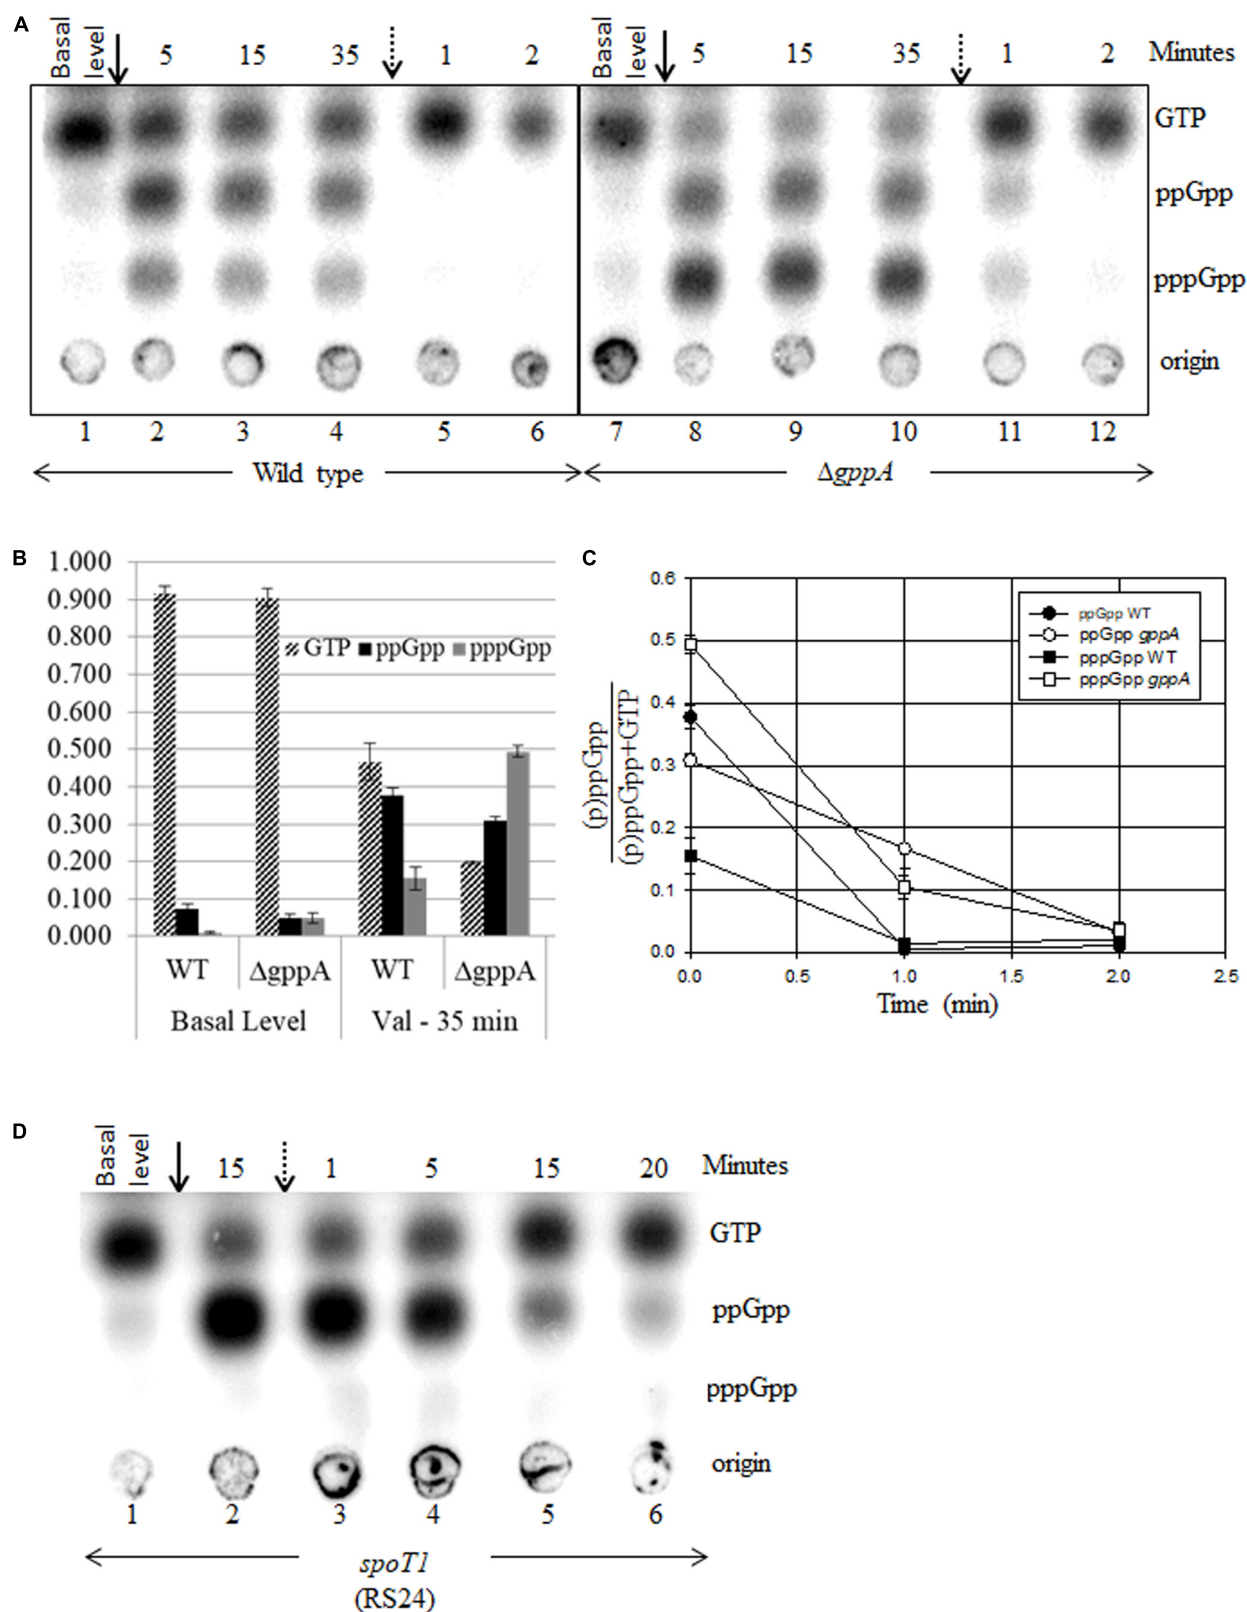 A
Basal level 5 15 35 1 2 Basal level 5 15 35 1 2 Minutes
GTP
ppGpp
pppGpp
origin
1 2 3 4 5 6 7 8 9 10 11 12
Wild type ΔgppA
B
1.000
0.900
0.800
0.700
0.600
0.500
0.400
0.300
0.200
0.100
0.000
GTP ppGpp pppGpp
WT ΔgppA WT ΔgppA
Basal Level Val - 35 min
C
(p)ppGpp
(p)ppGpp+GTP
0.6
0.5
0.4
0.3
0.2
0.1
0.0
ppGpp WT
ppGpp gppA
pppGpp WT
pppGpp gppA
0.0 0.5 1.0 1.5 2.0 2.5
Time (min)
D
Basal level 15 1 5 15 20 Minutes
GTP
ppGpp
pppGpp
origin
1 2 3 4 5 6
spoT1
(RS24)